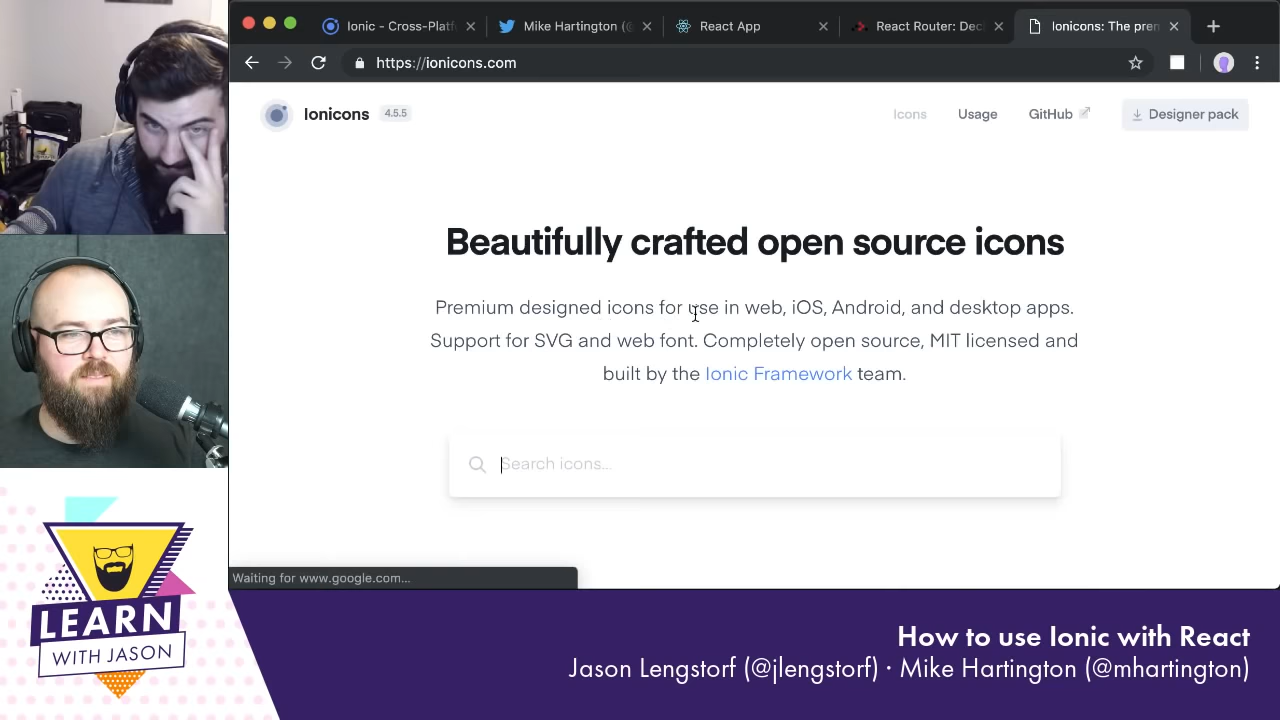 Ionic - Cross-Platf
Mike Hartington (@
React App
React Router: Dec
Ionicons: The pren
https://ionicons.com
Ionicons
4.5.5
Icons
Usage
GitHub
Designer pack
Beautifully crafted open source icons
Premium designed icons for use in web, iOS, Android, and desktop apps.
Support for SVG and web font. Completely open source, MIT licensed and
built by the Ionic Framework team.
Search icons...
Waiting for www.google.com...
LEARN
WITH JASON
How to use Ionic with React
Jason Lengstorf (@jlengstorf) · Mike Hartington (@mhartington)